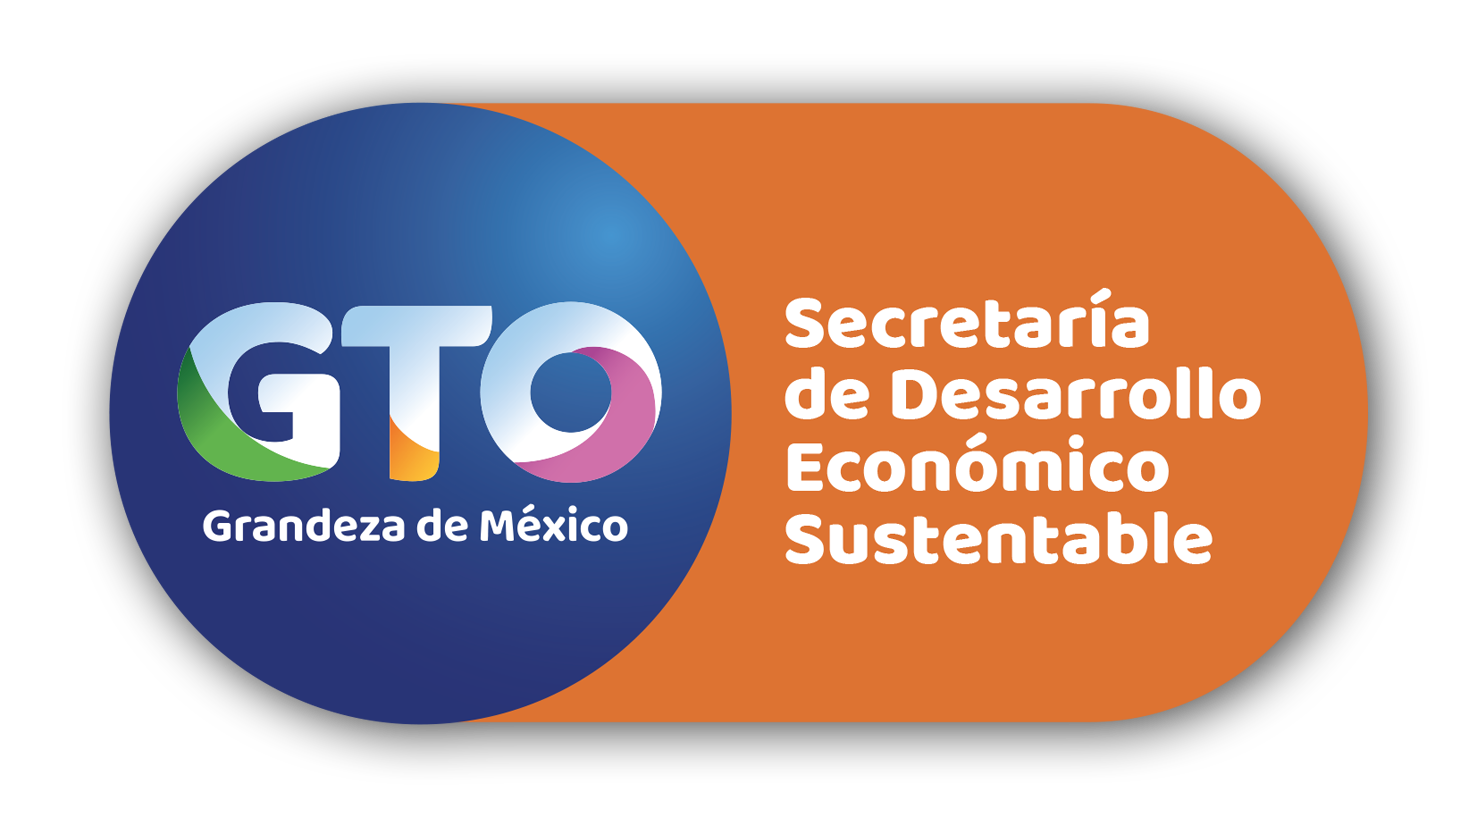 GTO
Grandeza de México
Secretaría
de Desarrollo
Económico
Sustentable